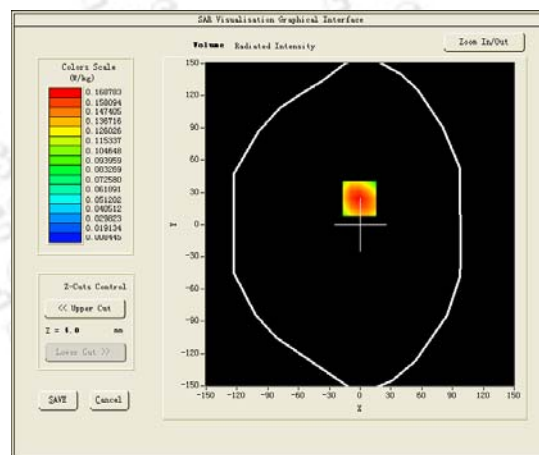 SAR Visualisation Graphical Interface
Volume Radiated Intensity
Zoom In/Out
Colors Scale
(W/kg)
0.168783
0.158094
0.147405
0.136716
0.126026
0.115337
0.104648
0.093959
0.083269
0.072580
0.061891
0.051202
0.040512
0.029823
0.019134
0.008445
Z-Cuts Control
<< Upper Cut
Z = 4.0 mm
Lower Cut >>
SAVE Cancel
150
120
90
60
30
0
-30
-60
-90
-120
-150
Y
-150 -120 -90 -60 -30 0 30 60 90 120 150
X